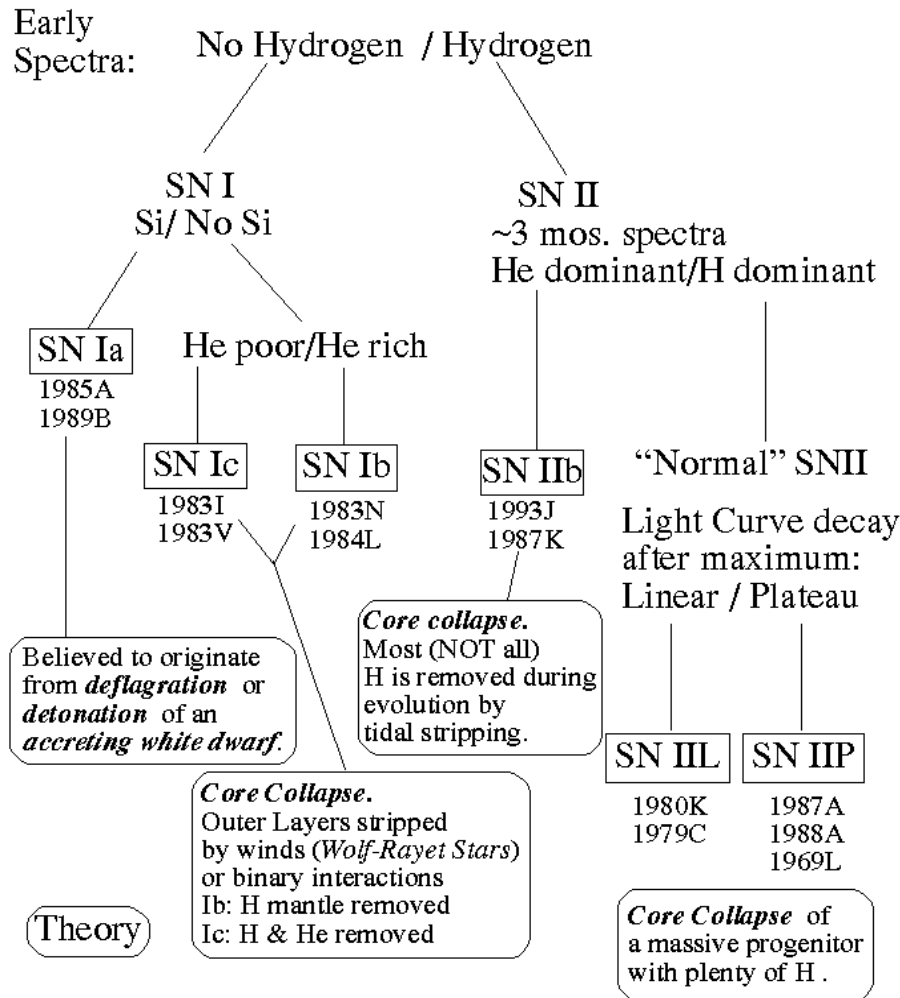 Early
Spectra:
No Hydrogen / Hydrogen
SN I
Si/ No Si
SN II
~3 mos. spectra
He dominant/H dominant
SN Ia
1985A
1989B
He poor/He rich
SN Ic
1983I
1983V
SN Ib
1983N
1984L
SN IIb
1993J
1987K
“Normal” SNII
Light Curve decay
after maximum:
Linear / Plateau
Believed to originate
from deflagration or
detonation of an
accreting white dwarf.
Core collapse.
Most (NOT all)
H is removed during
evolution by
tidal stripping.
SN IIL
1980K
1979C
SN IIP
1987A
1988A
1969L
Core Collapse.
Outer Layers stripped
by winds (Wolf-Rayet Stars)
or binary interactions
Ib: H mantle removed
Ic: H & He removed
Core Collapse of
a massive progenitor
with plenty of H .
Theory